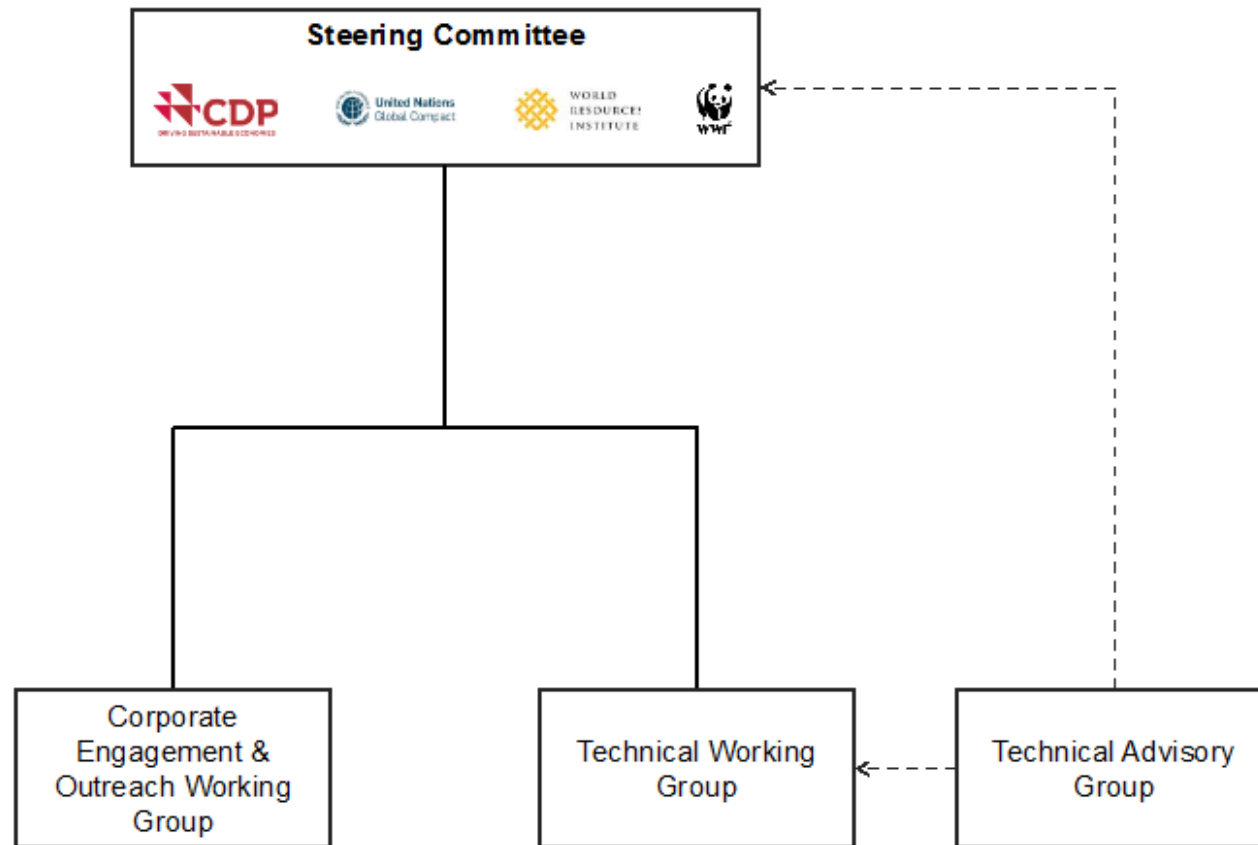 Steering Committee
CDP
DRIVING SUSTAINABLE ECONOMIES
United Nations
Global Compact
WORLD
RESOURCES
INSTITUTE
WWF
Corporate
Engagement &
Outreach Working
Group
Technical Working
Group
Technical Advisory
Group